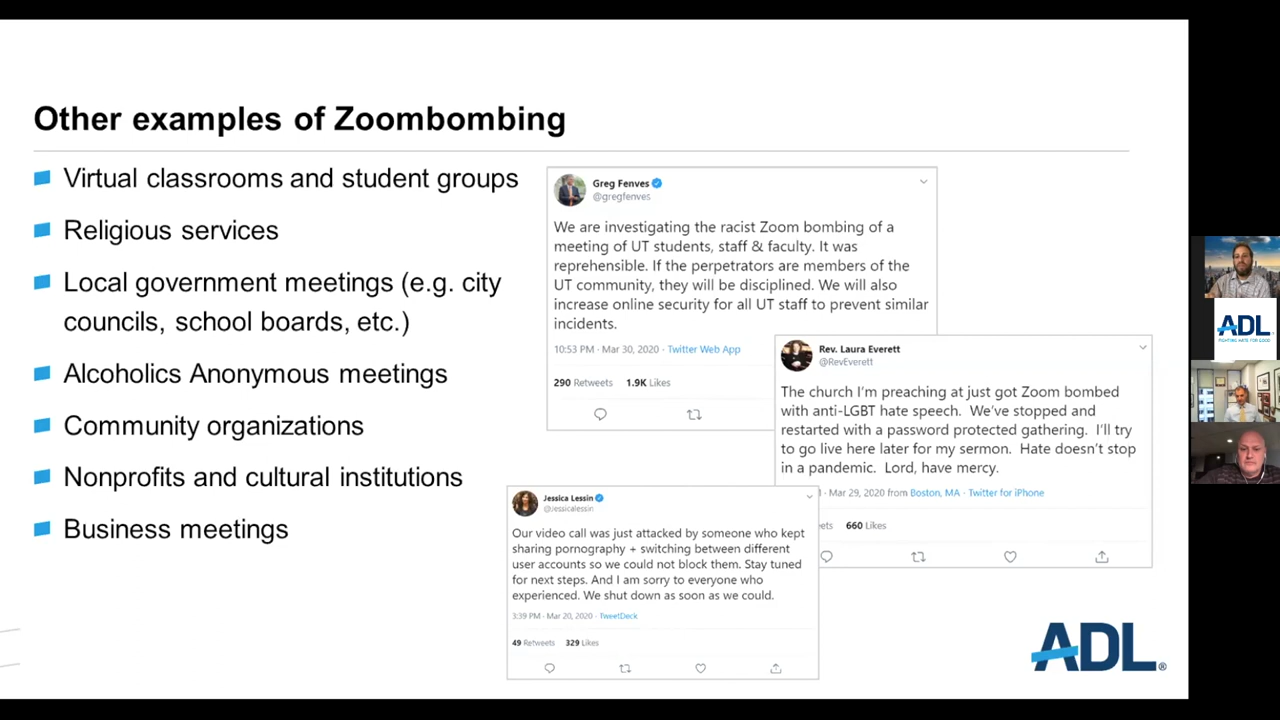 Other examples of Zoombombing
Virtual classrooms and student groups
Religious services
Local government meetings (e.g. city
councils, school boards, etc.)
Alcoholics Anonymous meetings
Community organizations
Nonprofits and cultural institutions
Business meetings
Greg Fenves
@gregfenves
We are investigating the racist Zoom bombing of a
meeting of UT students, staff & faculty. It was
reprehensible. If the perpetrators are members of the
UT community, they will be disciplined. We will also
increase online security for all UT staff to prevent similar
incidents.
10:53 PM · Mar 30, 2020 · Twitter Web App
290 Retweets 1.9K Likes
Rev. Laura Everett
@RevEverett
The church I'm preaching at just got Zoom bombed
with anti-LGBT hate speech. We've stopped and
restarted with a password protected gathering. I'll try
to go live here later for my sermon. Hate doesn't stop
in a pandemic. Lord, have mercy.
· Mar 29, 2020 from Boston, MA · Twitter for iPhone
660 Likes
Jessica Lessin
@Jessicalessin
Our video call was just attacked by someone who kept
sharing pornography + switching between different
user accounts so we could not block them. Stay tuned
for next steps. And I am sorry to everyone who
experienced. We shut down as soon as we could.
3:39 PM · Mar 20, 2020 · TweetDeck
49 Retweets 329 Likes
ADL®
ADL
FIGHTING HATE FOR GOOD